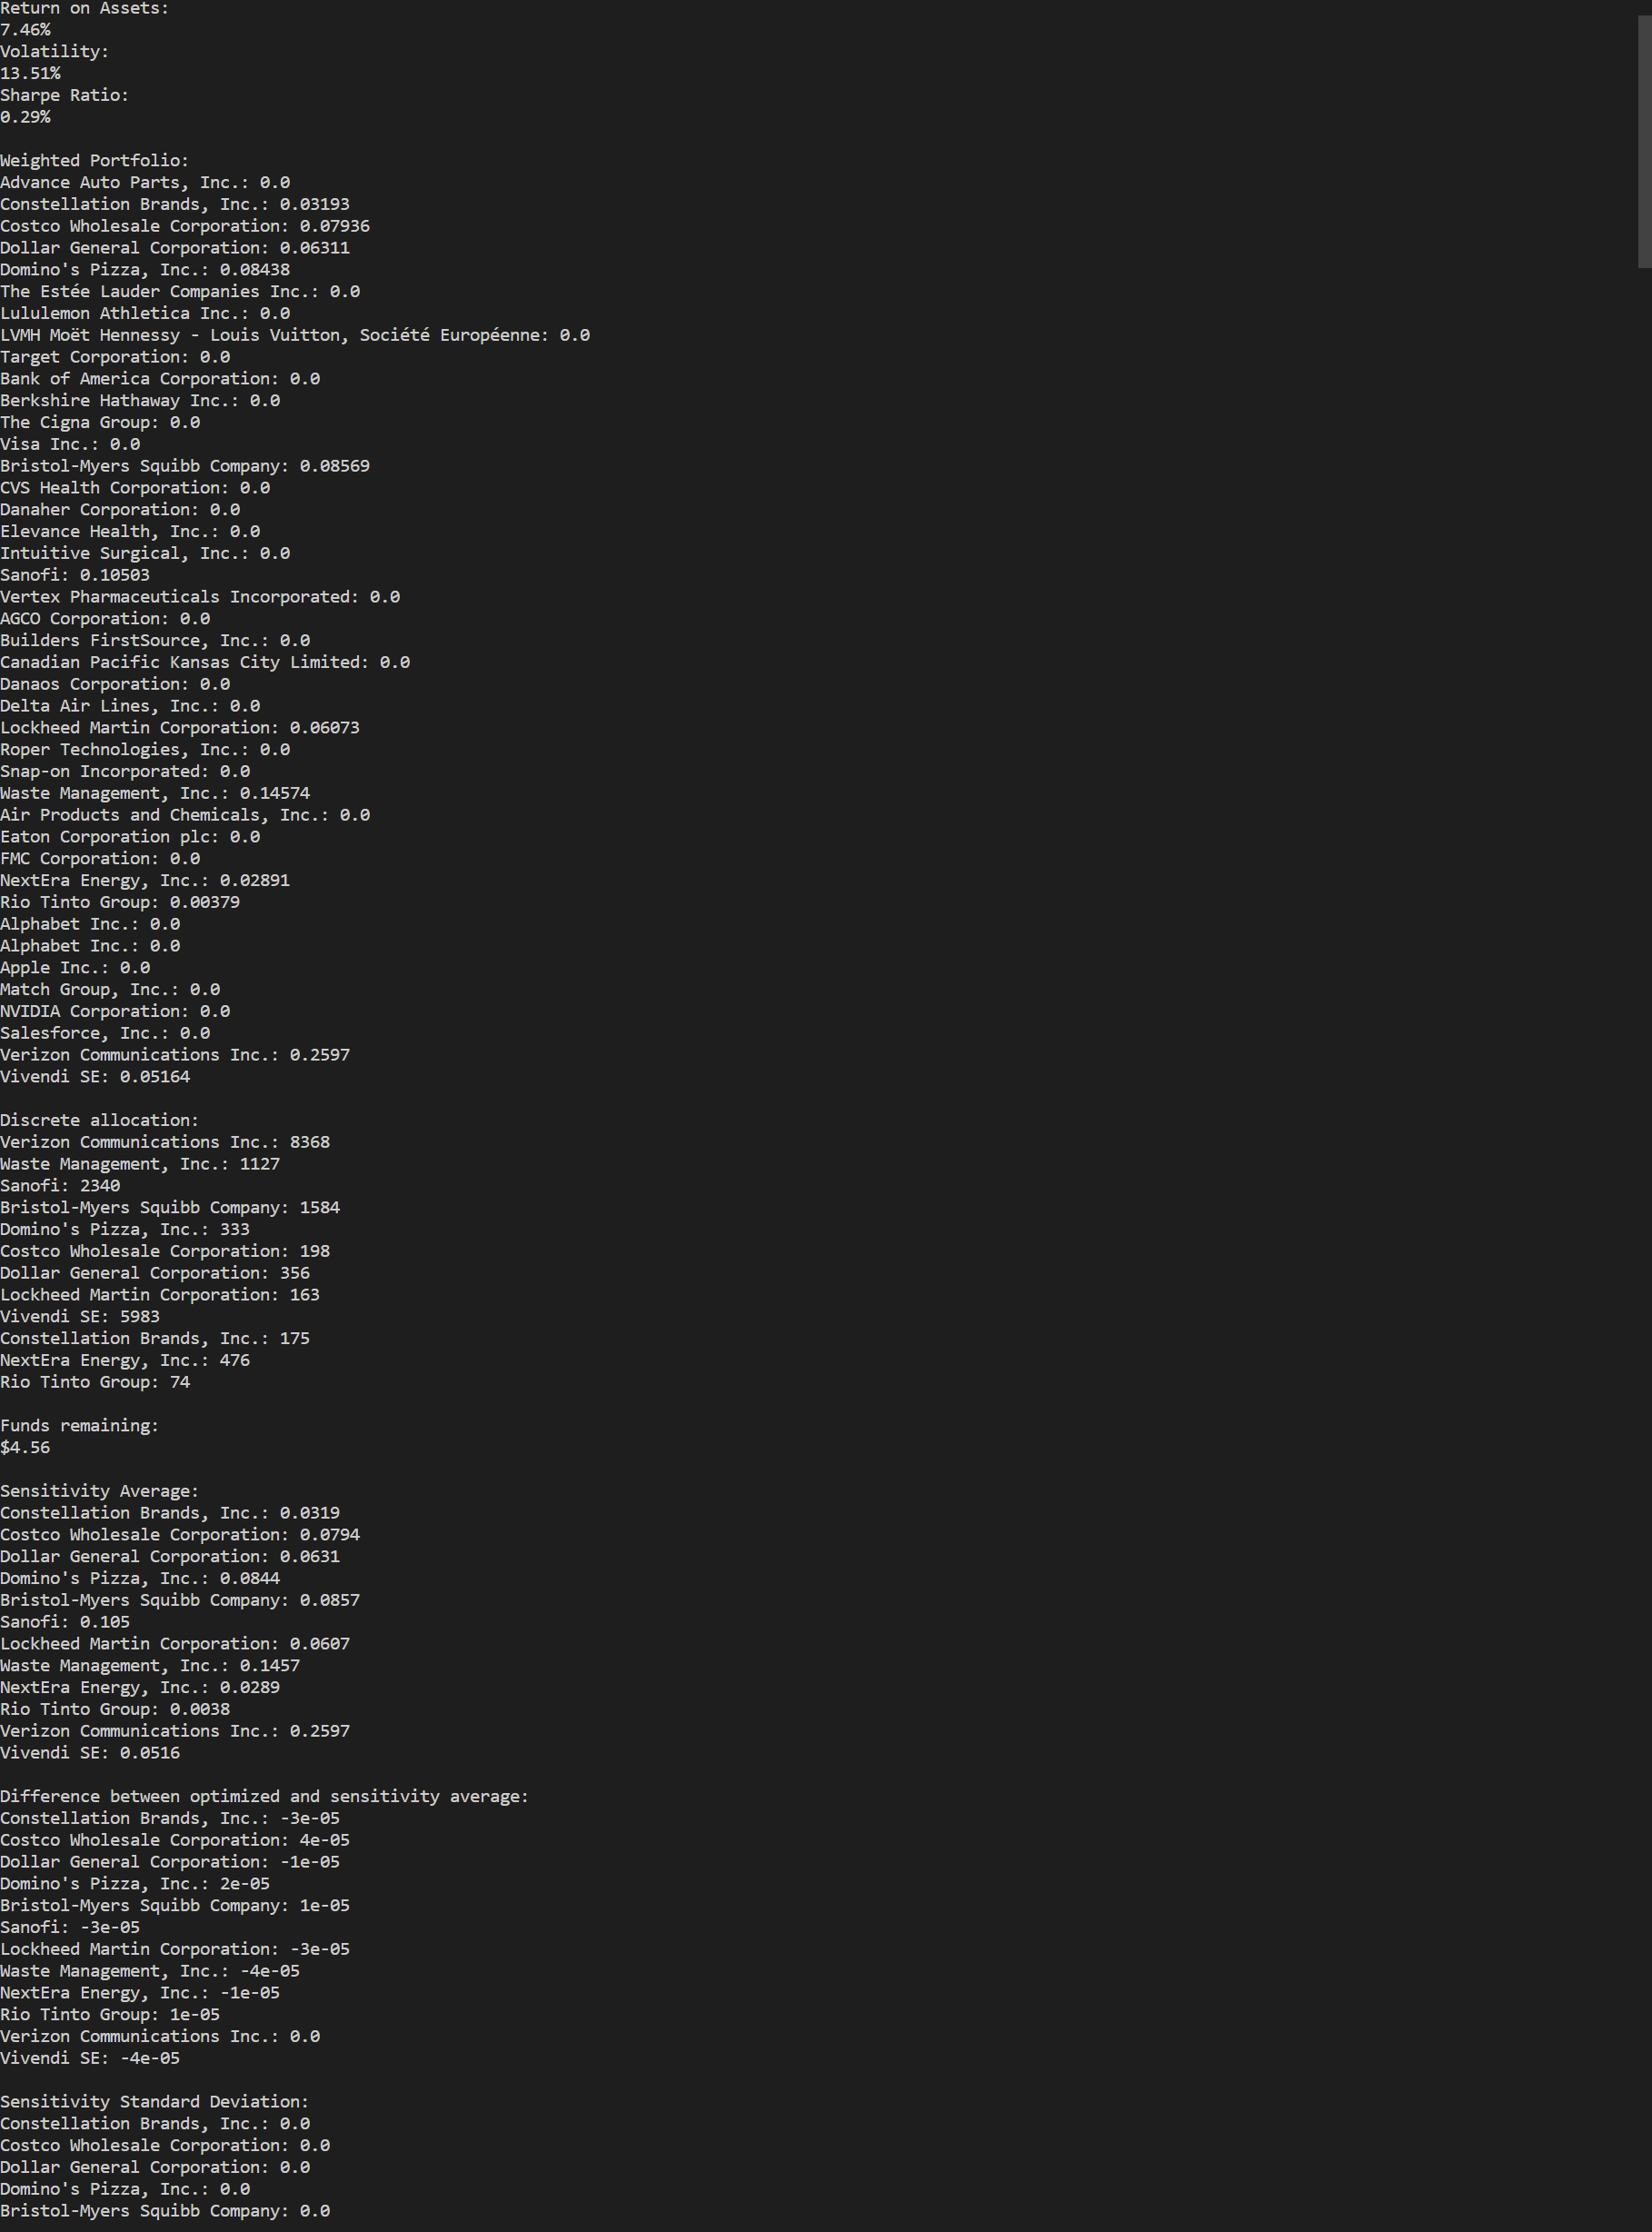 Return on Assets:
7.46%
Volatility:
13.51%
Sharpe Ratio:
0.29%
Weighted Portfolio:
Advance Auto Parts, Inc.: 0.0
Constellation Brands, Inc.: 0.03193
Costco Wholesale Corporation: 0.07936
Dollar General Corporation: 0.06311
Domino's Pizza, Inc.: 0.08438
The Estée Lauder Companies Inc.: 0.0
Lululemon Athletica Inc.: 0.0
LVMH Moët Hennessy - Louis Vuitton, Société Européenne: 0.0
Target Corporation: 0.0
Bank of America Corporation: 0.0
Berkshire Hathaway Inc.: 0.0
The Cigna Group: 0.0
Visa Inc.: 0.0
Bristol-Myers Squibb Company: 0.08569
CVS Health Corporation: 0.0
Danaher Corporation: 0.0
Elevance Health, Inc.: 0.0
Intuitive Surgical, Inc.: 0.0
Sanofi: 0.10503
Vertex Pharmaceuticals Incorporated: 0.0
AGCO Corporation: 0.0
Builders FirstSource, Inc.: 0.0
Canadian Pacific Kansas City Limited: 0.0
Danaos Corporation: 0.0
Delta Air Lines, Inc.: 0.0
Lockheed Martin Corporation: 0.06073
Roper Technologies, Inc.: 0.0
Snap-on Incorporated: 0.0
Waste Management, Inc.: 0.14574
Air Products and Chemicals, Inc.: 0.0
Eaton Corporation plc: 0.0
FMC Corporation: 0.0
NextEra Energy, Inc.: 0.02891
Rio Tinto Group: 0.00379
Alphabet Inc.: 0.0
Alphabet Inc.: 0.0
Apple Inc.: 0.0
Match Group, Inc.: 0.0
NVIDIA Corporation: 0.0
Salesforce, Inc.: 0.0
Verizon Communications Inc.: 0.2597
Vivendi SE: 0.05164
Discrete allocation:
Verizon Communications Inc.: 8368
Waste Management, Inc.: 1127
Sanofi: 2340
Bristol-Myers Squibb Company: 1584
Domino's Pizza, Inc.: 333
Costco Wholesale Corporation: 198
Dollar General Corporation: 356
Lockheed Martin Corporation: 163
Vivendi SE: 5983
Constellation Brands, Inc.: 175
NextEra Energy, Inc.: 476
Rio Tinto Group: 74
Funds remaining:
$4.56
Sensitivity Average:
Constellation Brands, Inc.: 0.0319
Costco Wholesale Corporation: 0.0794
Dollar General Corporation: 0.0631
Domino's Pizza, Inc.: 0.0844
Bristol-Myers Squibb Company: 0.0857
Sanofi: 0.105
Lockheed Martin Corporation: 0.0607
Waste Management, Inc.: 0.1457
NextEra Energy, Inc.: 0.0289
Rio Tinto Group: 0.0038
Verizon Communications Inc.: 0.2597
Vivendi SE: 0.0516
Difference between optimized and sensitivity average:
Constellation Brands, Inc.: -3e-05
Costco Wholesale Corporation: 4e-05
Dollar General Corporation: -1e-05
Domino's Pizza, Inc.: 2e-05
Bristol-Myers Squibb Company: 1e-05
Sanofi: -3e-05
Lockheed Martin Corporation: -3e-05
Waste Management, Inc.: -4e-05
NextEra Energy, Inc.: -1e-05
Rio Tinto Group: 1e-05
Verizon Communications Inc.: 0.0
Vivendi SE: -4e-05
Sensitivity Standard Deviation:
Constellation Brands, Inc.: 0.0
Costco Wholesale Corporation: 0.0
Dollar General Corporation: 0.0
Domino's Pizza, Inc.: 0.0
Bristol-Myers Squibb Company: 0.0